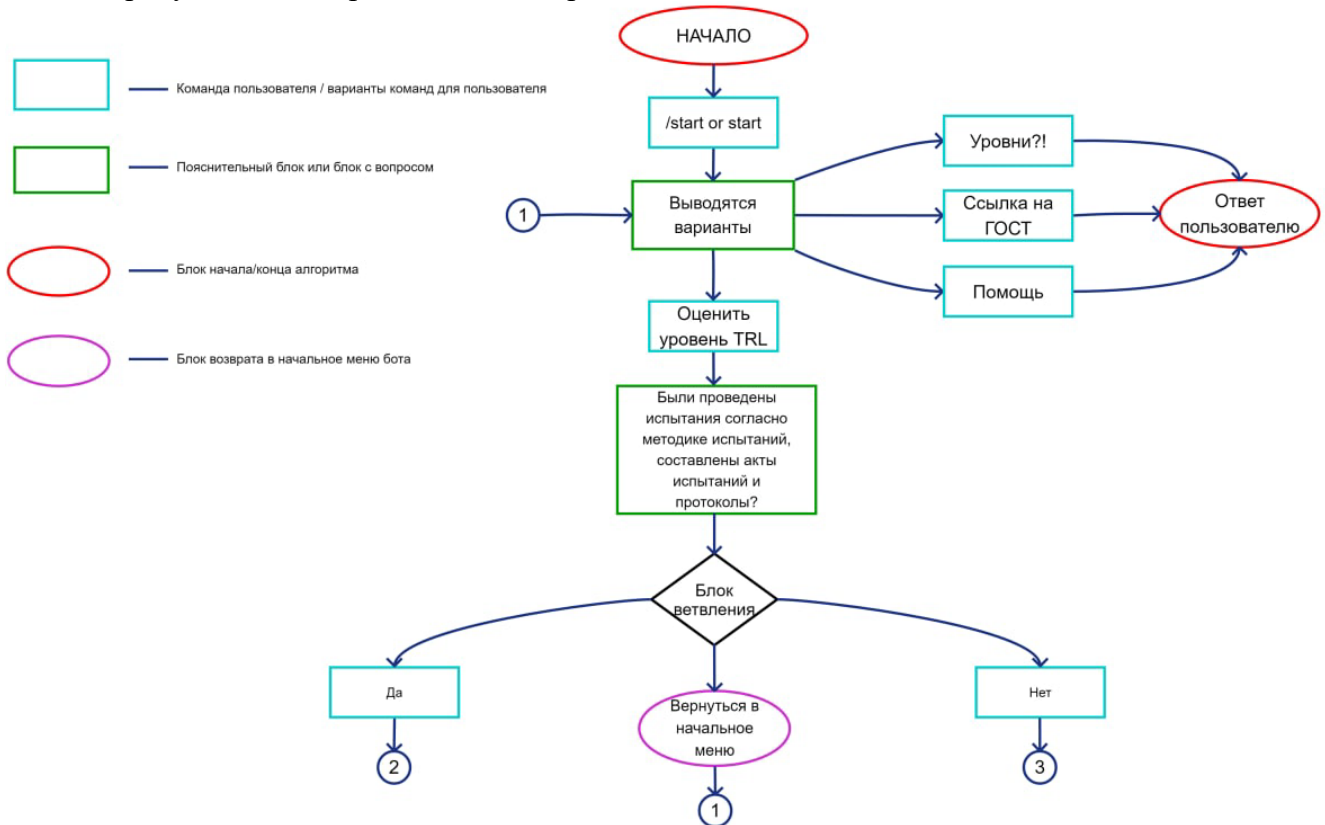 НАЧАЛО
Команда пользователя / варианты команд для пользователя
/start or start
Уровни?!
Пояснительный блок или блок с вопросом
1
Выводятся
варианты
Ссылка на
ГОСТ
Ответ
пользователю
Блок начала/конца алгоритма
Помощь
Оценить
уровень TRL
Блок возврата в начальное меню бота
Были проведены
испытания согласно
методике испытаний,
составлены акты
испытаний и
протоколы?
Блок
ветвления
Да
Вернуться в
начальное
меню
Нет
2
3
1